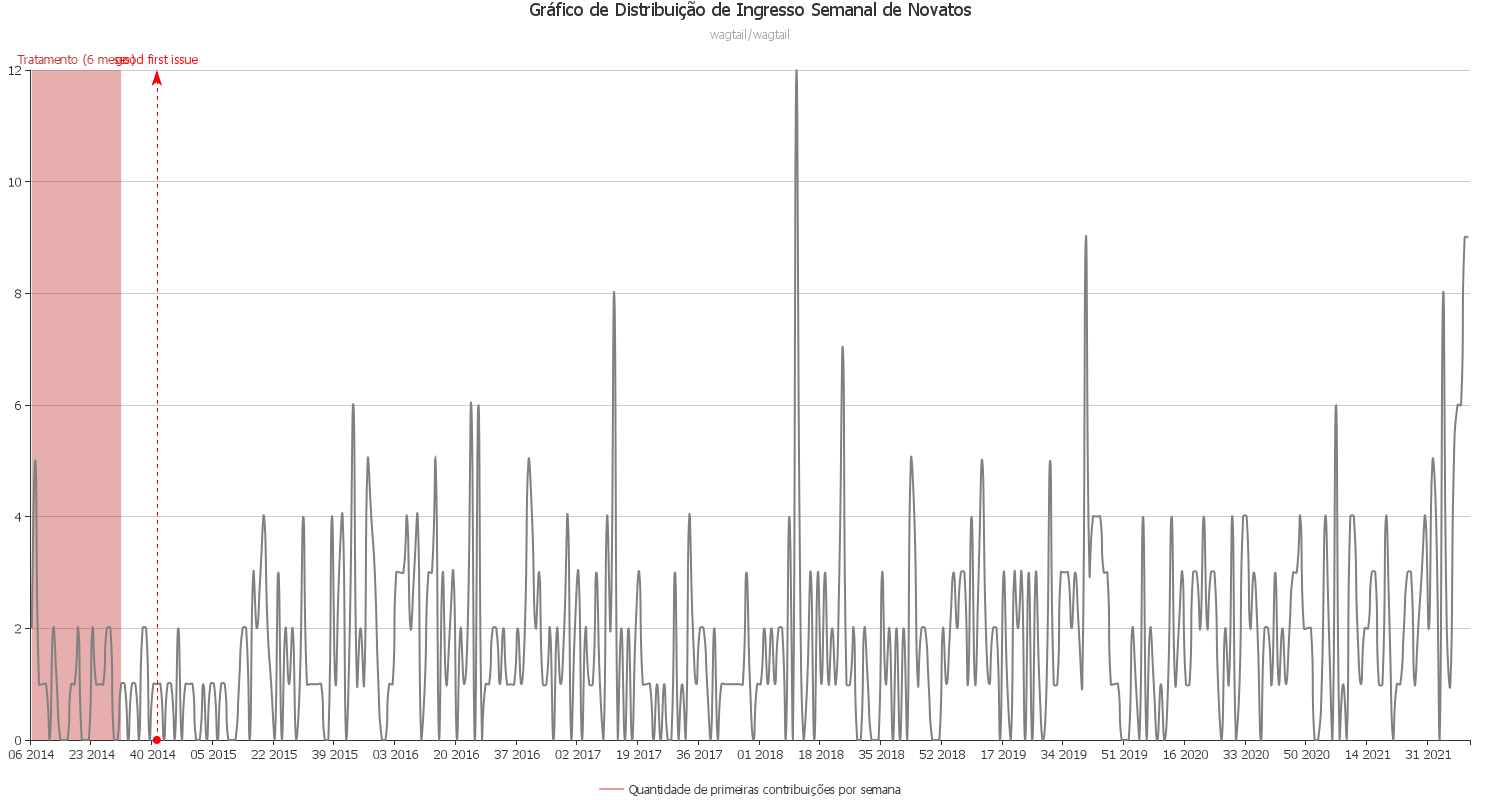 Gráfico de Distribuição de Ingresso Semanal de Novatos
wagtail/wagtail
Tratamento (6 meses) good first issue
12
10
8
6
4
2
0
06 2014 23 2014 40 2014 05 2015 22 2015 39 2015 03 2016 20 2016 37 2016 02 2017 19 2017 36 2017 01 2018 18 2018 35 2018 52 2018 17 2019 34 2019 51 2019 16 2020 33 2020 50 2020 14 2021 31 2021
Quantidade de primeiras contribuições por semana